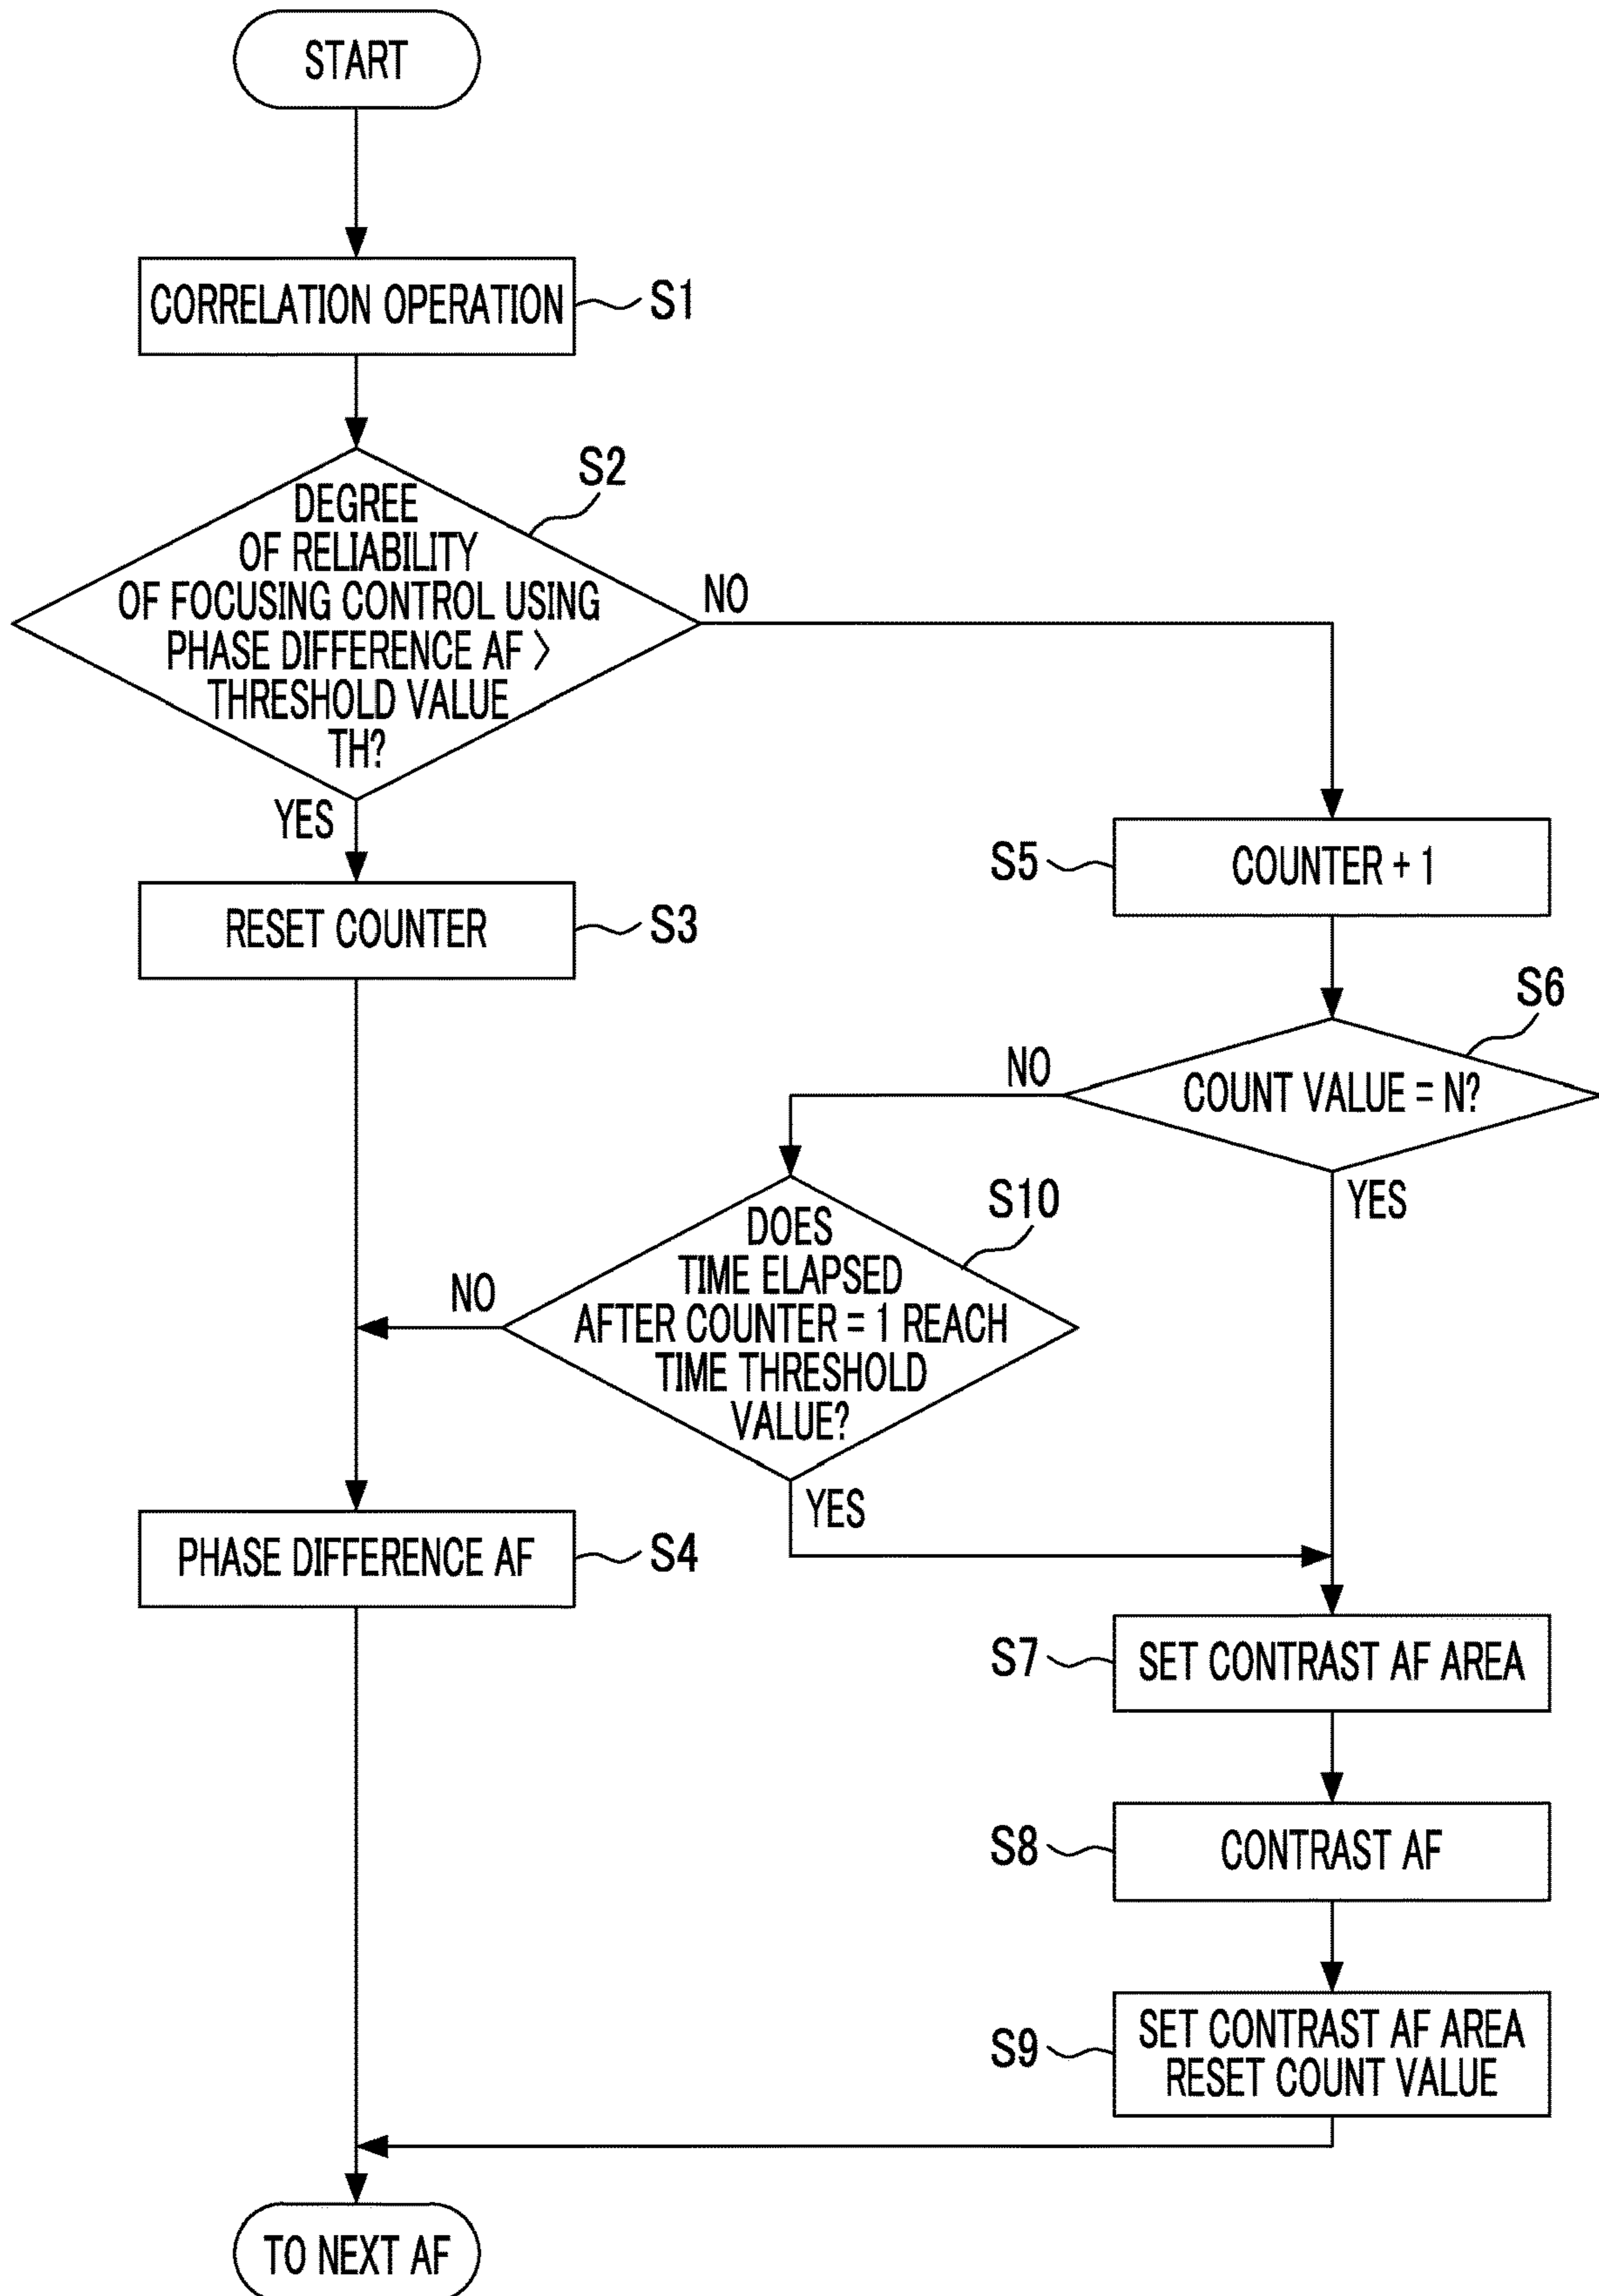 START
CORRELATION OPERATION
S1
S2
DEGREE
OF RELIABILITY
OF FOCUSING CONTROL USING
PHASE DIFFERENCE AF >
THRESHOLD VALUE
TH?
NO
YES
RESET COUNTER
S3
S5
COUNTER + 1
S6
COUNT VALUE = N?
NO
YES
S10
DOES
TIME ELAPSED
AFTER COUNTER = 1 REACH
TIME THRESHOLD
VALUE?
NO
YES
PHASE DIFFERENCE AF
S4
S7
SET CONTRAST AF AREA
S8
CONTRAST AF
S9
SET CONTRAST AF AREA
RESET COUNT VALUE
TO NEXT AF